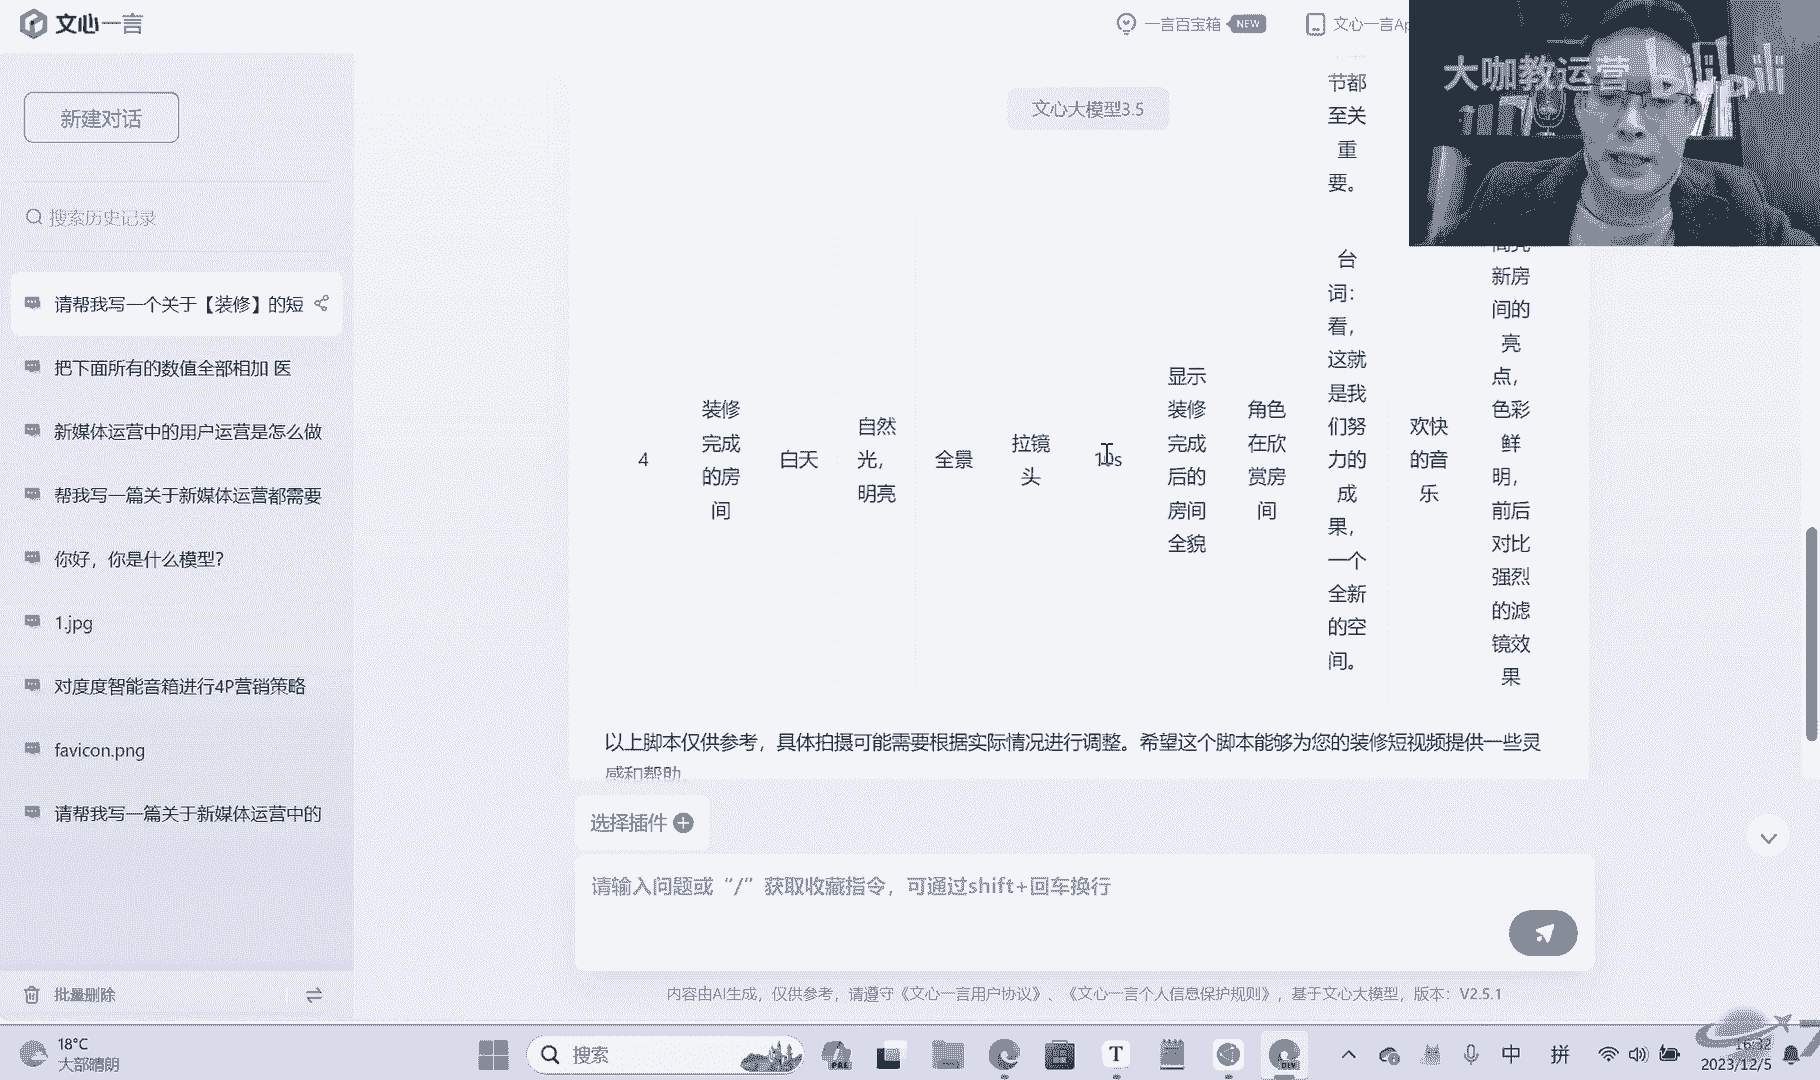 文心一言
一言百宝箱 NEW
文心一言Ap
大咖教运营 bilibili
新建对话
搜索历史记录
请帮我写一个关于【装修】的短
把下面所有的数值全部相加 医
新媒体运营中的用户运营是怎么做
帮我写一篇关于新媒体运营都需要
你好，你是什么模型？
1.jpg
对度度智能音箱进行4P营销策略
favicon.png
请帮我写一篇关于新媒体运营中的
批量删除
文心大模型3.5
节都
至关
重
要。
4
装修
完成
的房
间
白天
自然
光，
明亮
全景
拉镜
头
显示
装修
完成
后的
房间
全貌
角色
在欣
赏房
间
台
词：
看，
这就
是我
们努
力的
成
果，
一个
全新
的空
间。
欢快
的音
乐
新房
间的
亮
点，
色彩
鲜
明，
前后
对比
强烈
的滤
镜效
果
以上脚本仅供参考，具体拍摄可能需要根据实际情况进行调整。希望这个脚本能够为您的装修短视频提供一些灵
感和帮助
选择插件
请输入问题或“/”获取收藏指令，可通过shift+回车换行
内容由AI生成，仅供参考，请遵守《文心一言用户协议》、《文心一言个人信息保护规则》，基于文心大模型，版本：V2.5.1
18°C
大部晴朗
搜索
中
拼
16:32
2023/12/5